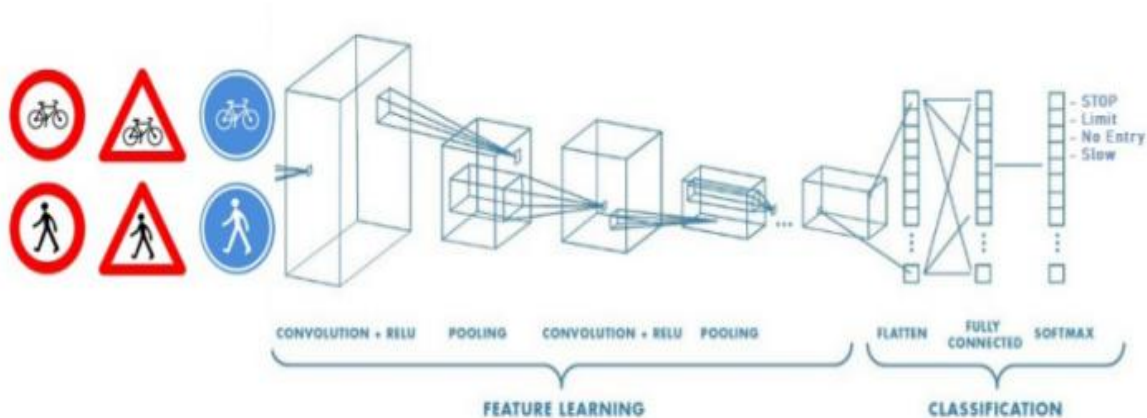 - STOP
- Limit
- No Entry
- Slow
CONVOLUTION + RELU
POOLING
CONVOLUTION + RELU
POOLING
FLATTEN
FULLY
CONNECTED
SOFTMAX
FEATURE LEARNING
CLASSIFICATION